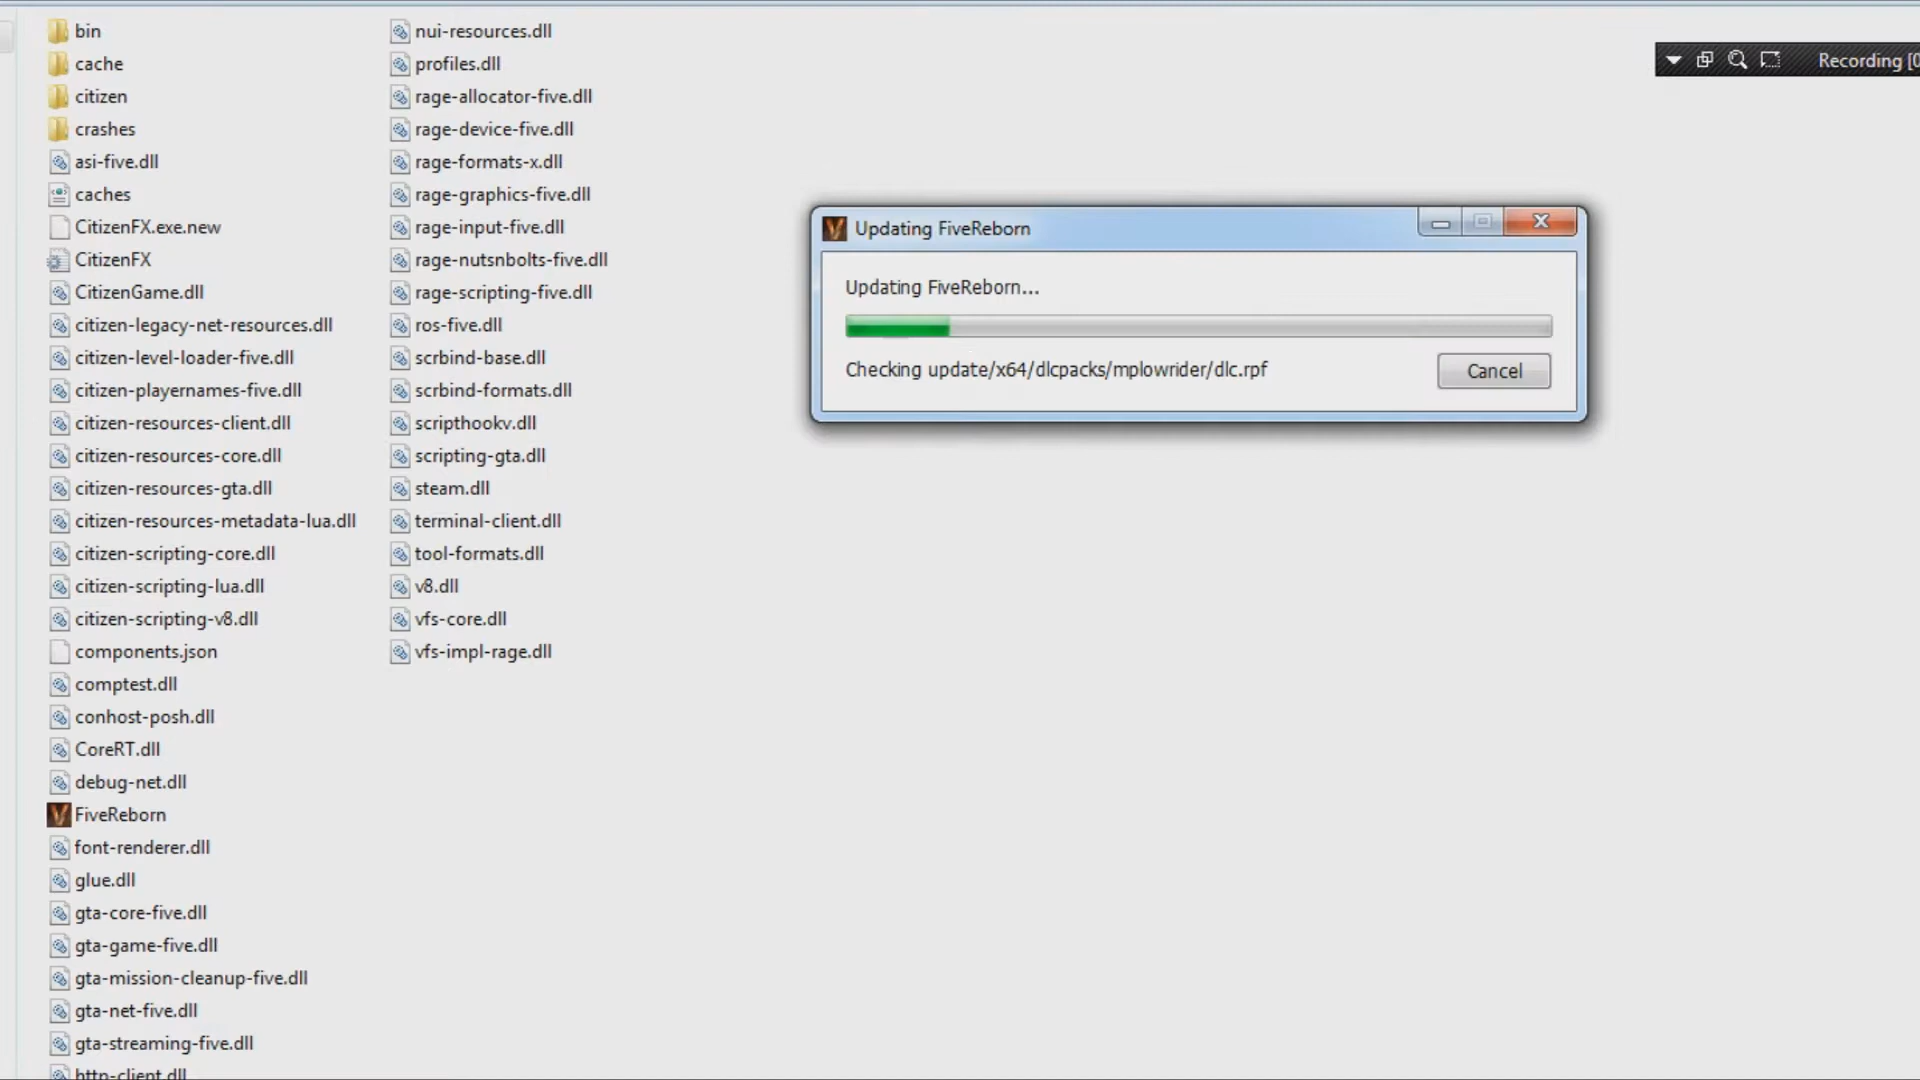 bin
cache
citizen
crashes
asi-five.dll
caches
CitizenFX.exe.new
CitizenFX
CitizenGame.dll
citizen-legacy-net-resources.dll
citizen-level-loader-five.dll
citizen-playernames-five.dll
citizen-resources-client.dll
citizen-resources-core.dll
citizen-resources-gta.dll
citizen-resources-metadata-lua.dll
citizen-scripting-core.dll
citizen-scripting-lua.dll
citizen-scripting-v8.dll
components.json
comptest.dll
conhost-posh.dll
CoreRT.dll
debug-net.dll
FiveReborn
font-renderer.dll
glue.dll
gta-core-five.dll
gta-game-five.dll
gta-mission-cleanup-five.dll
gta-net-five.dll
gta-streaming-five.dll
http-client.dll
nui-resources.dll
profiles.dll
rage-allocator-five.dll
rage-device-five.dll
rage-formats-x.dll
rage-graphics-five.dll
rage-input-five.dll
rage-nutsnbolts-five.dll
rage-scripting-five.dll
ros-five.dll
scrbind-base.dll
scrbind-formats.dll
scripthookv.dll
scripting-gta.dll
steam.dll
terminal-client.dll
tool-formats.dll
v8.dll
vfs-core.dll
vfs-impl-rage.dll
Recording [0
Updating FiveReborn
Updating FiveReborn...
Checking update/x64/dlcpacks/mplowrider/dlc.rpf
Cancel